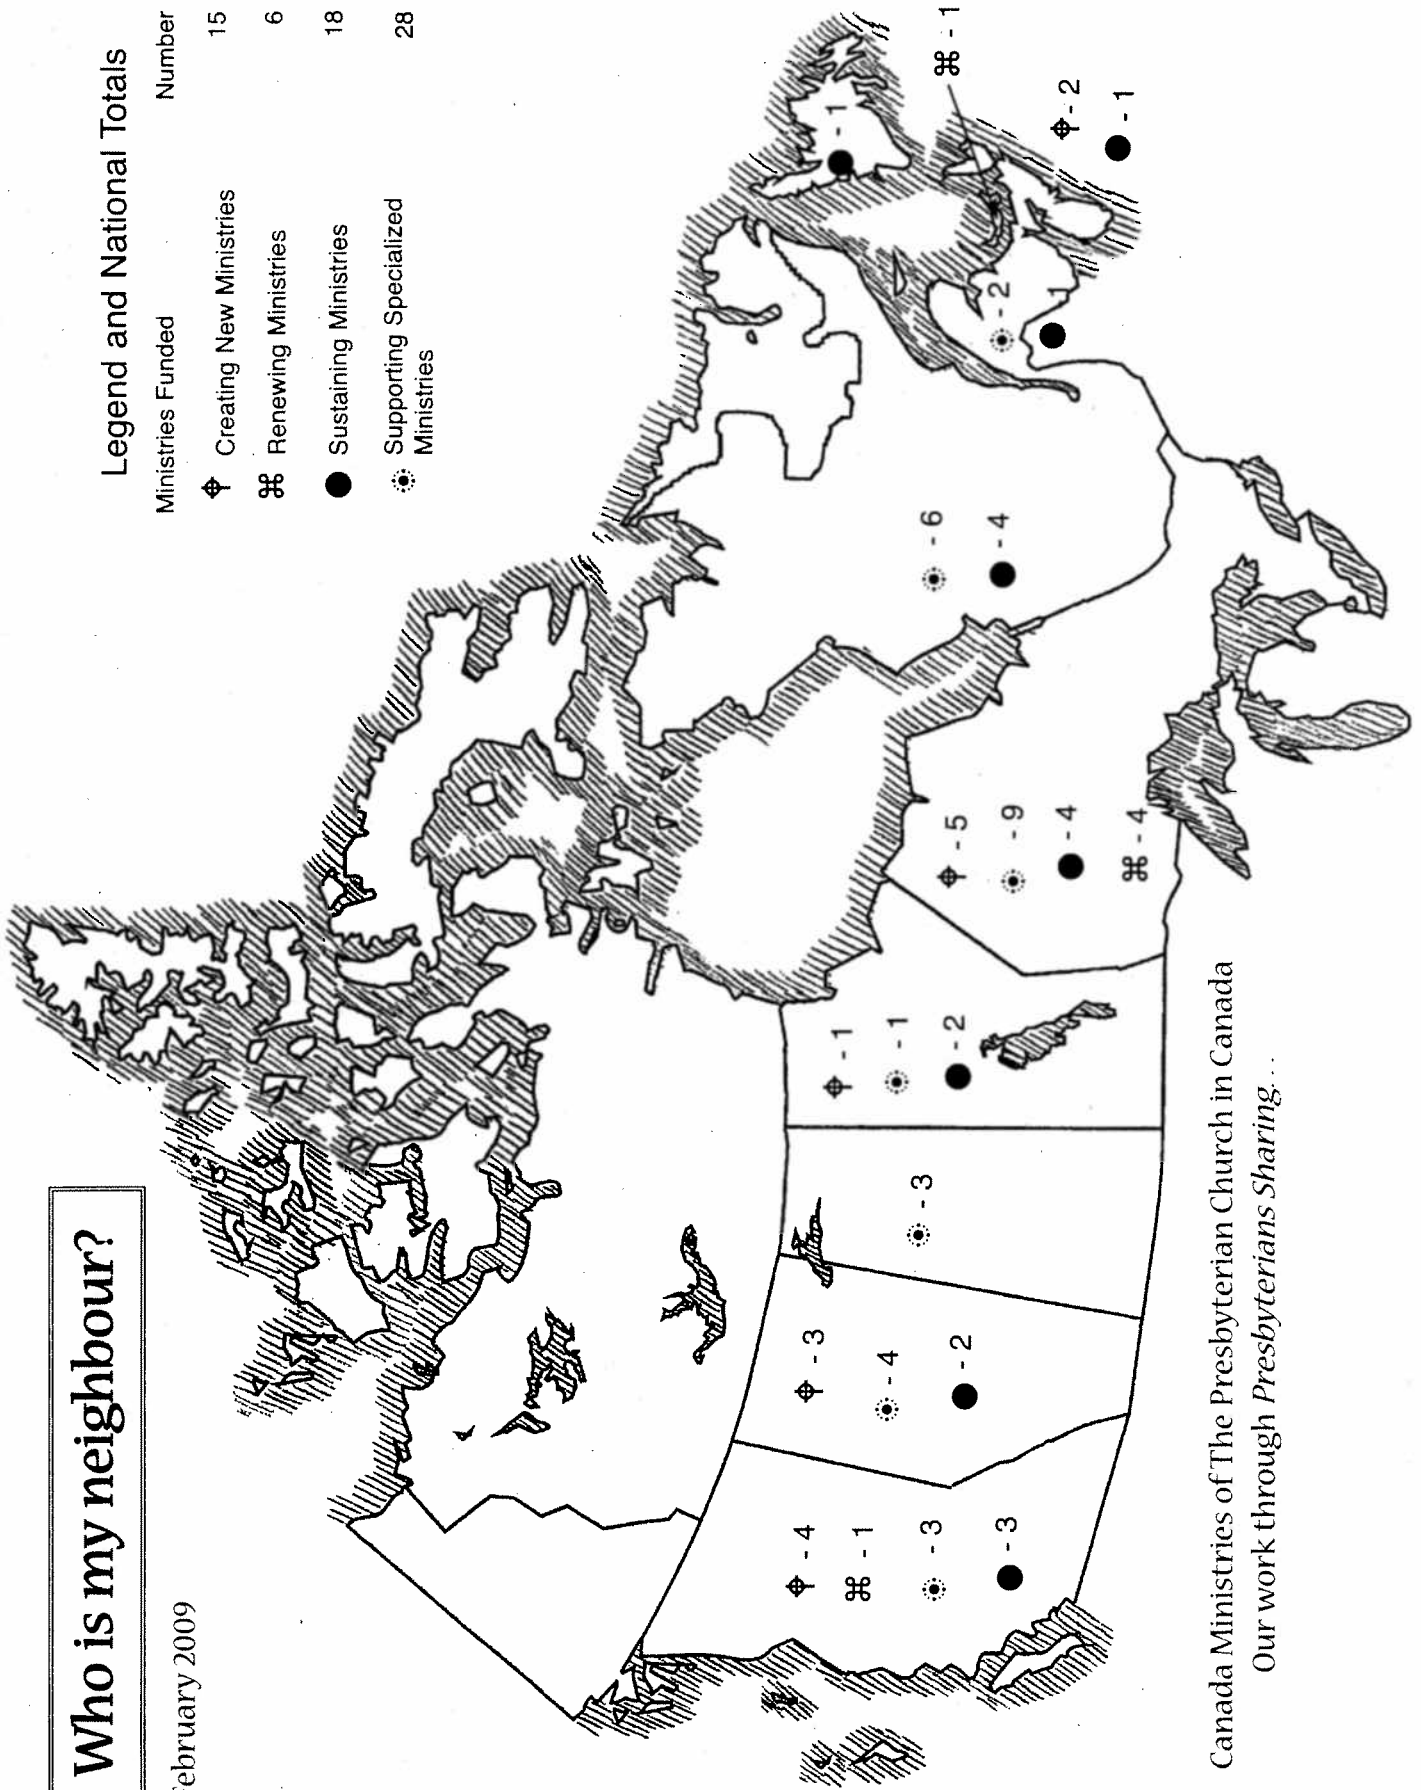 Who is my neighbour?
February 2009
Legend and National Totals
Ministries Funded Number
Creating New Ministries 15
⌘ Renewing Ministries 6
● Sustaining Ministries 18
Supporting Specialized 28
Ministries
- 4
⌘ - 1
- 3
● - 3
- 3
- 4
● - 2
- 3
- 1
- 1
● - 2
- 5
- 9
● - 4
⌘ - 4
- 6
● - 4
- 2
● 1
● - 1
⌘ - 1
- 2
● - 1
Canada Ministries of The Presbyterian Church in Canada
Our work through Presbyterians Sharing...